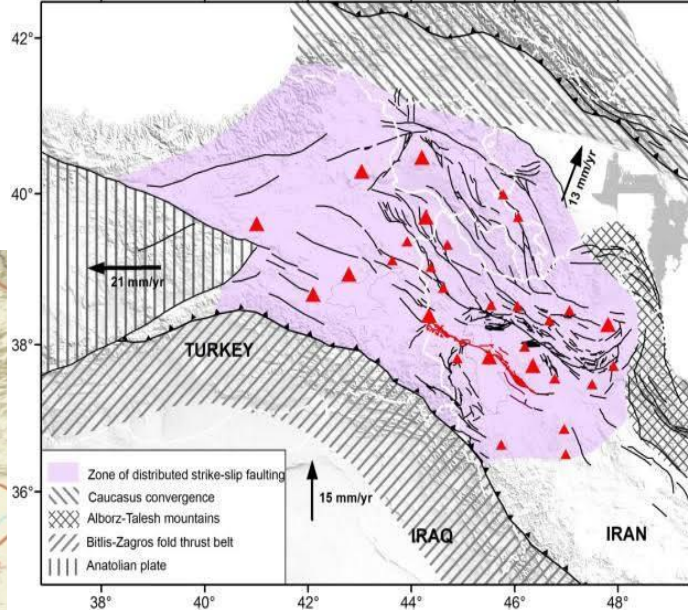 42°
40°
38°
36°
13 mm/yr
21 mm/yr
TURKEY
15 mm/yr
IRAQ
IRAN
Zone of distributed strike-slip faulting
Caucasus convergence
Alborz-Talesh mountains
Bitlis-Zagros fold thrust belt
Anatolian plate
38° 40° 42° 44° 46° 48°